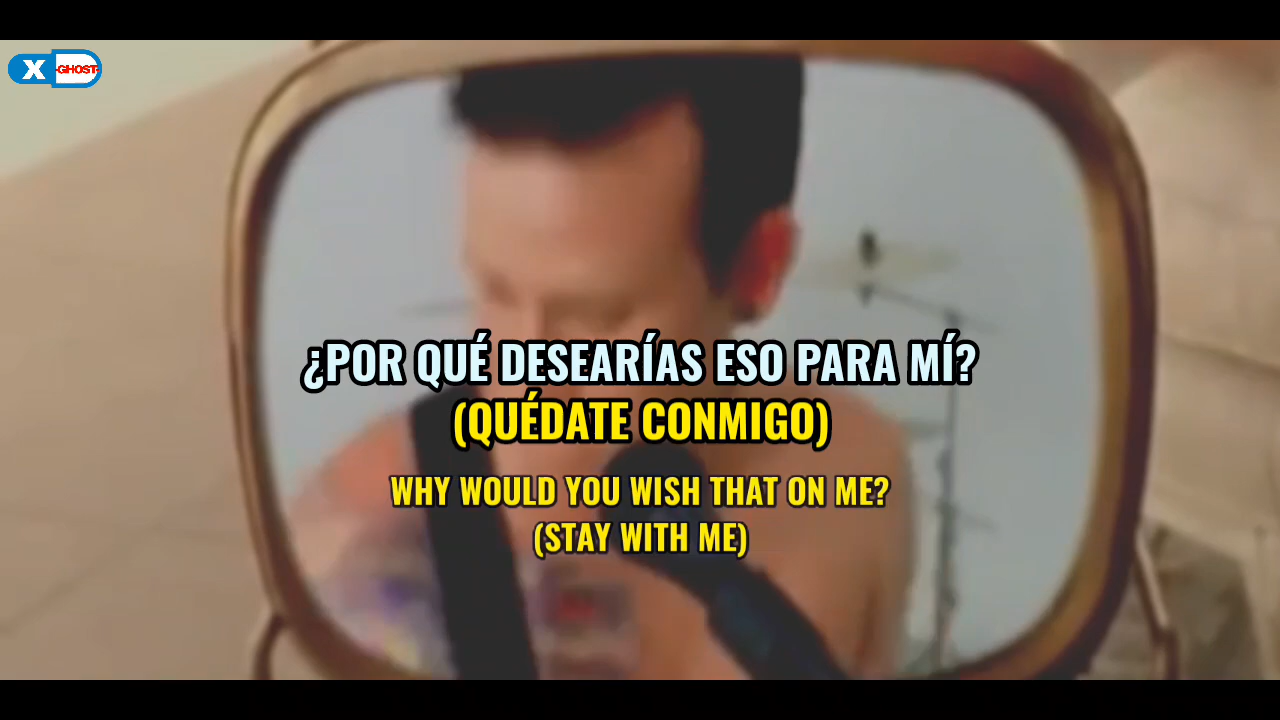 X -GHOST-
¿POR QUÉ DESEARÍAS ESO PARA MÍ?
(QUÉDATE CONMIGO)
WHY WOULD YOU WISH THAT ON ME?
(STAY WITH ME)